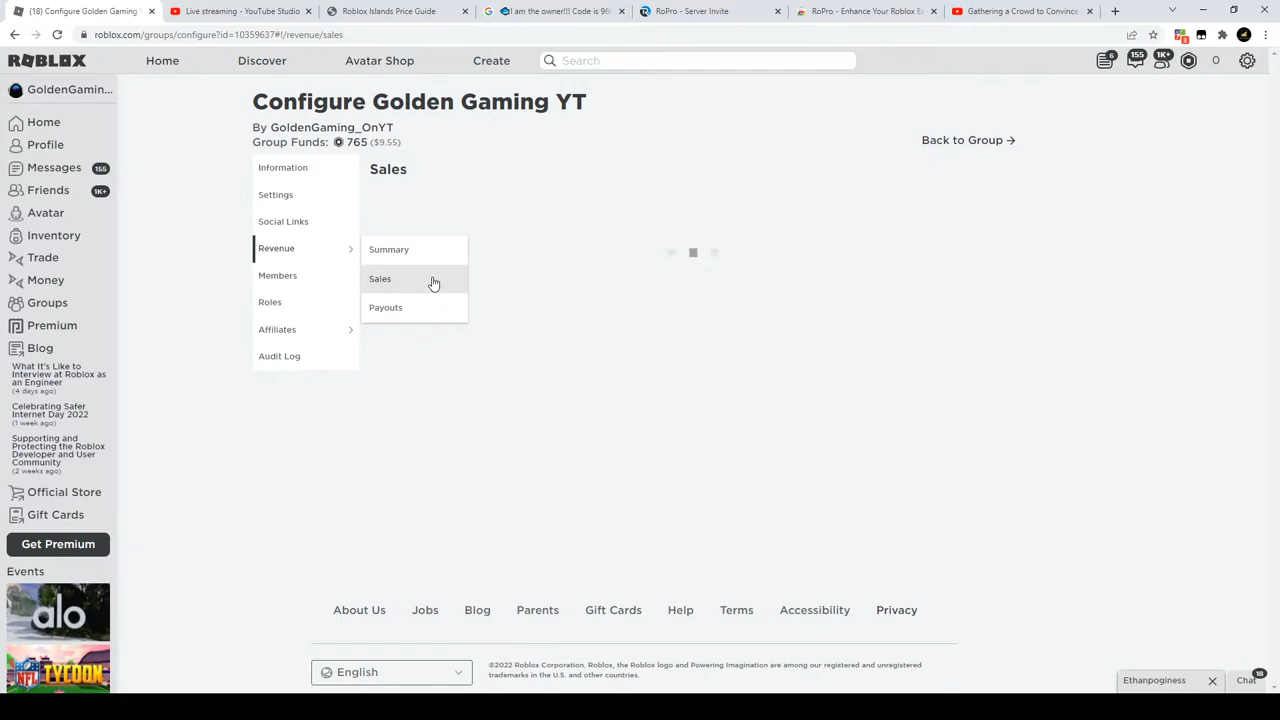 (18) Configure Golden Gaming Y
Live streaming - YouTube Studio
Roblox Islands Price Guide
I am the owner!!! Code is 96
RoPro - Server Invite
RoPro - Enhance Your Roblox Ex
Gathering a Crowd to Convince
roblox.com/groups/configure?id=10359637#!/revenue/sales
ROBLOX
Home
Discover
Avatar Shop
Create
Search
6
155
1K+
0
GoldenGamin...
Home
Profile
Messages 155
Friends 1K+
Avatar
Inventory
Trade
Money
Groups
Premium
Blog
What It's Like to
Interview at Roblox as
an Engineer
(4 days ago)
Celebrating Safer
Internet Day 2022
(1 week ago)
Supporting and
Protecting the Roblox
Developer and User
Community
(2 weeks ago)
Official Store
Gift Cards
Get Premium
Events
alo
NFL
TYCOON
Configure Golden Gaming YT
By GoldenGaming_OnYT
Group Funds: 765 ($9.55)
Back to Group
Information
Settings
Social Links
Revenue
Members
Roles
Affiliates
Audit Log
Sales
Summary
Sales
Payouts
About Us
Jobs
Blog
Parents
Gift Cards
Help
Terms
Accessibility
Privacy
English
©2022 Roblox Corporation. Roblox, the Roblox logo and Powering Imagination are among our registered and unregistered
trademarks in the U.S. and other countries.
Ethanpoginess
Chat
18